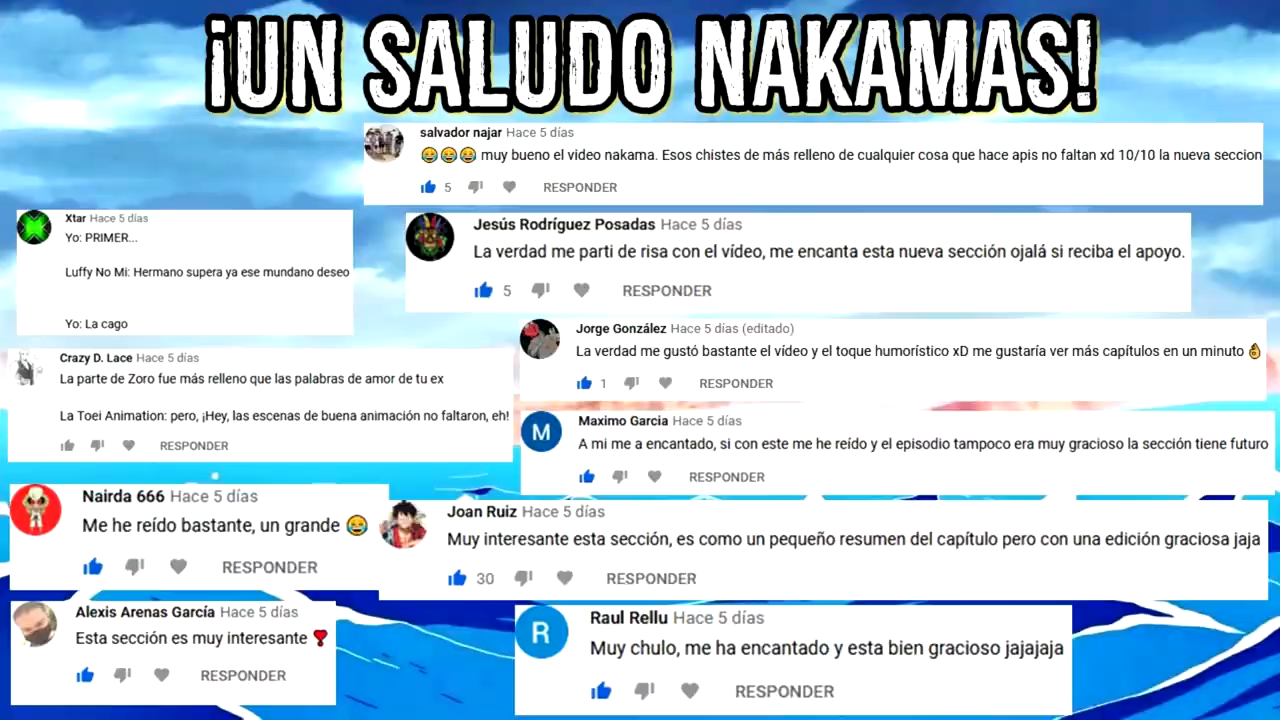 ¡UN SALUDO NAKAMAS!
salvador najar Hace 5 días
😂😂😂 muy bueno el video nakama. Esos chistes de más relleno de cualquier cosa que hace apis no faltan xd 10/10 la nueva seccion
5 RESPONDER
Xtar Hace 5 días
Yo: PRIMER...
Luffy No Mi: Hermano supera ya ese mundano deseo
Yo: La cago
Jesús Rodríguez Posadas Hace 5 días
La verdad me parti de risa con el vídeo, me encanta esta nueva sección ojalá si reciba el apoyo.
5 RESPONDER
Jorge González Hace 5 días (editado)
La verdad me gustó bastante el vídeo y el toque humorístico xD me gustaría ver más capítulos en un minuto 👌
1 RESPONDER
Crazy D. Lace Hace 5 días
La parte de Zoro fue más relleno que las palabras de amor de tu ex
La Toei Animation: pero, ¡Hey, las escenas de buena animación no faltaron, eh!
RESPONDER
M
Maximo Garcia Hace 5 días
A mi me a encantado, si con este me he reído y el episodio tampoco era muy gracioso la sección tiene futuro
RESPONDER
Nairda 666 Hace 5 días
Me he reído bastante, un grande 😂
RESPONDER
Joan Ruiz Hace 5 días
Muy interesante esta sección, es como un pequeño resumen del capítulo pero con una edición graciosa jaja
30 RESPONDER
Alexis Arenas García Hace 5 días
Esta sección es muy interesante ❣️
RESPONDER
R
Raul Rellu Hace 5 días
Muy chulo, me ha encantado y esta bien gracioso jajajaja
RESPONDER